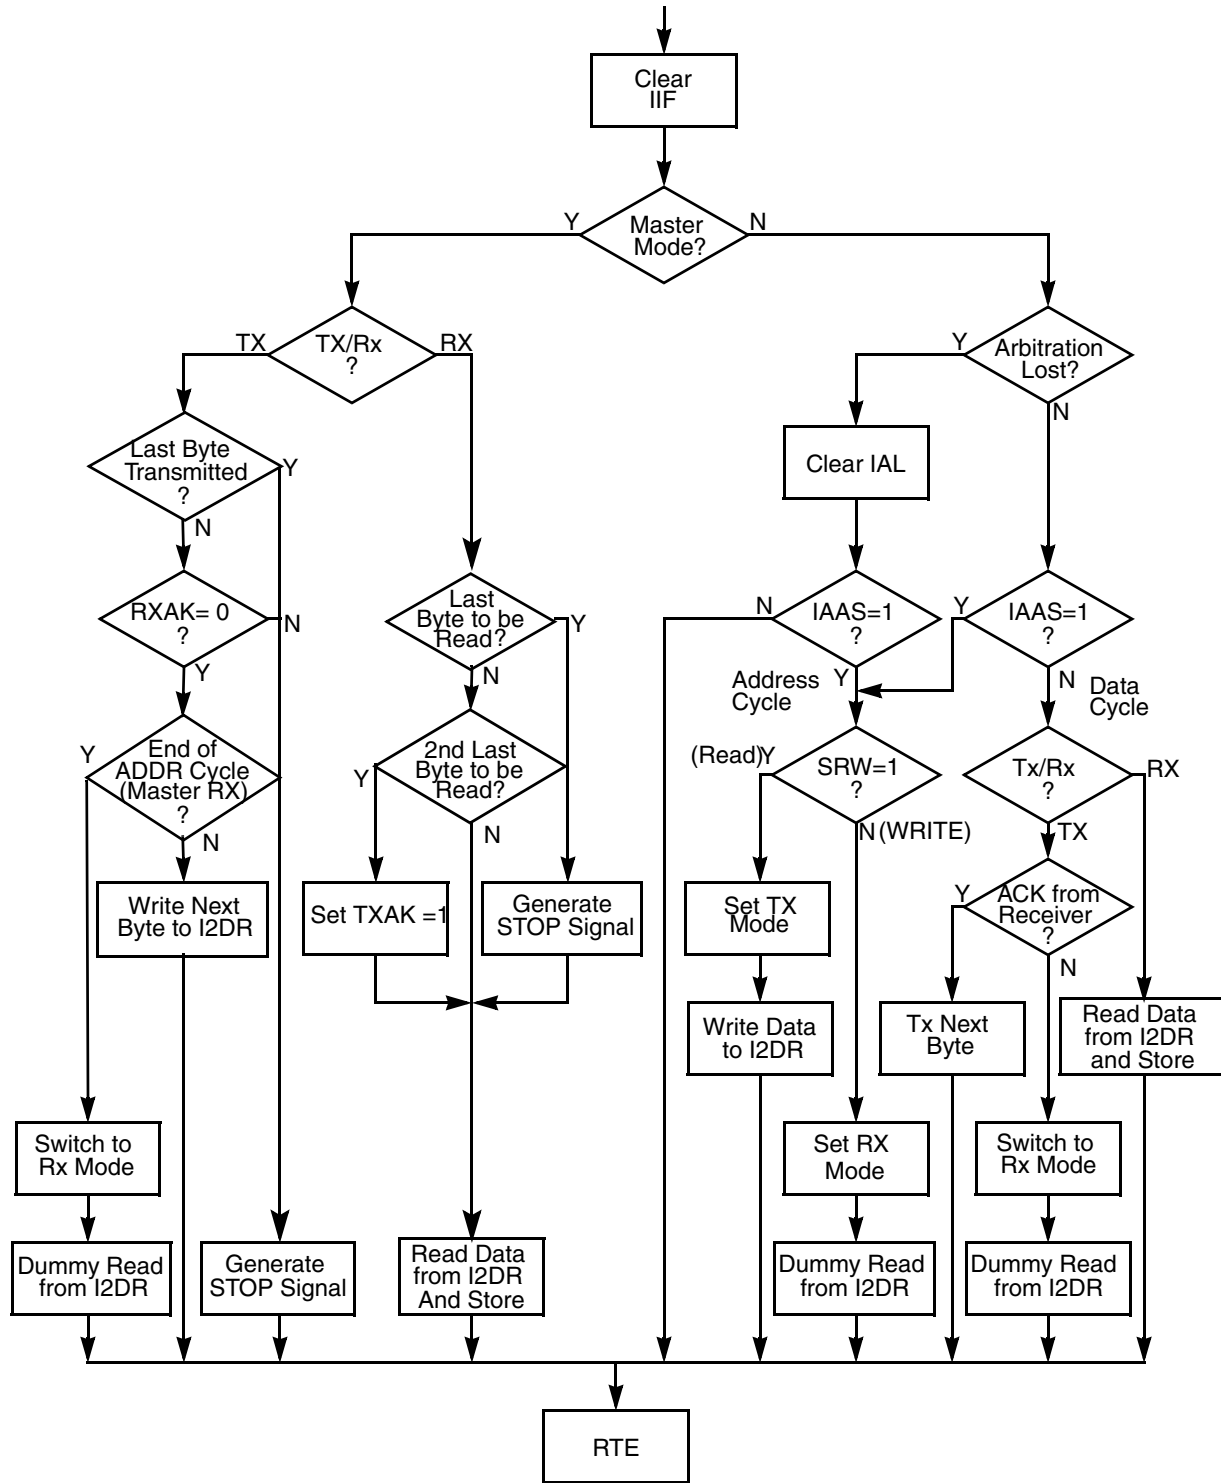 Clear
IIF
Y
Master
Mode?
N
TX
TX/Rx
?
RX
Y
Arbitration
Lost?
N
Last Byte
Transmitted
?
Y
N
Clear IAL
RXAK= 0
?
N
Y
Last
Byte to be
Read?
Y
N
N
IAAS=1
?
Y
Y
IAAS=1
?
N
Address
Cycle
Data
Cycle
Y
End of
ADDR Cycle
(Master RX)
?
N
Y
2nd Last
Byte to be
Read?
N
(Read)
Y
SRW=1
?
N
(WRITE)
Tx/Rx
?
RX
TX
Write Next
Byte to I2DR
Set TXAK =1
Generate
STOP Signal
Set TX
Mode
Y
ACK from
Receiver
?
N
Write Data
to I2DR
Tx Next
Byte
Read Data
from I2DR
and Store
Switch to
Rx Mode
Set RX
Mode
Switch to
Rx Mode
Dummy Read
from I2DR
Generate
STOP Signal
Read Data
from I2DR
And Store
Dummy Read
from I2DR
Dummy Read
from I2DR
RTE